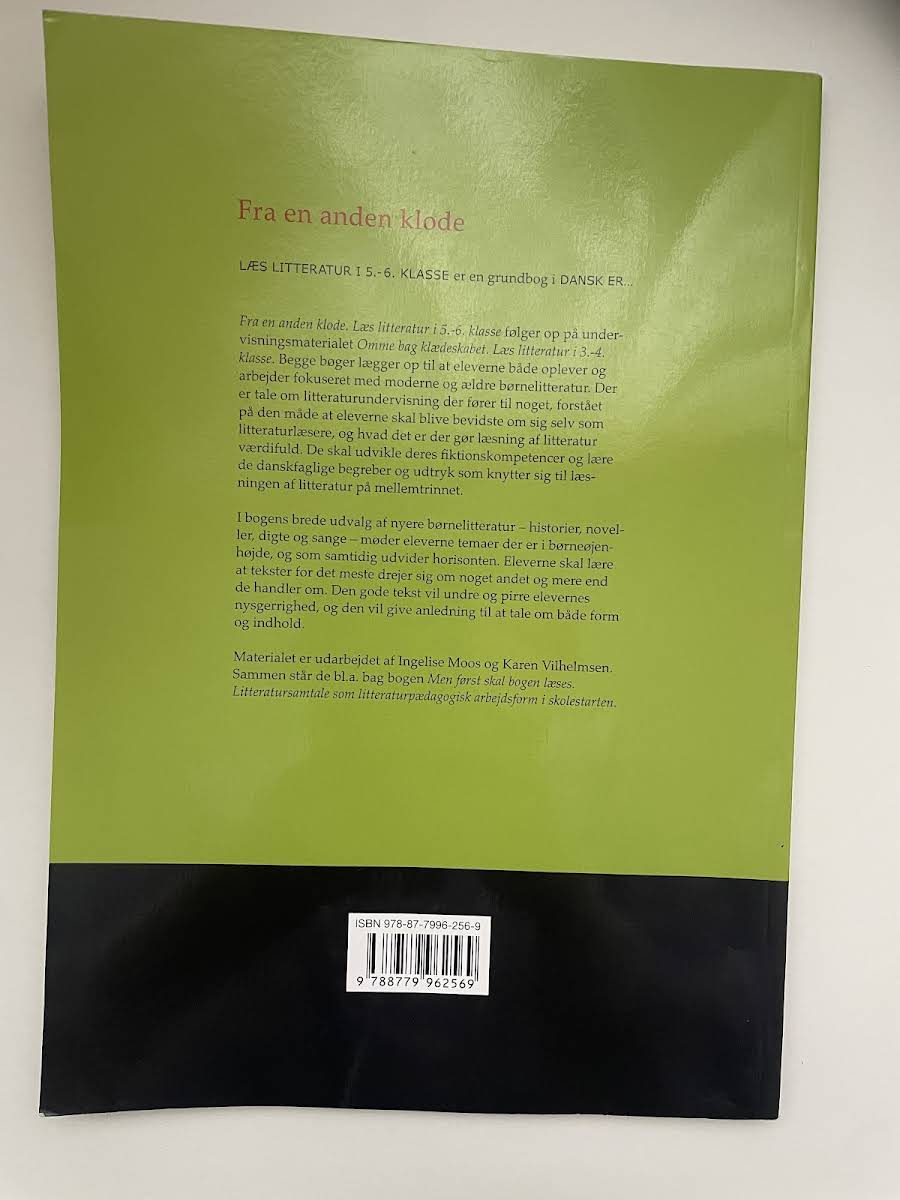 Fra en anden klode
LÆS LITTERATUR I 5.-6. KLASSE er en grundbog i DANSK ER...
Fra en anden klode. Læs litteratur i 5.-6. klasse følger op på under-
visningsmaterialet Omme bag klædeskabet. Læs litteratur i 3.-4.
klasse. Begge bøger lægger op til at eleverne både oplever og
arbejder fokuseret med moderne og ældre børnelitteratur. Der
er tale om litteraturundervisning der fører til noget, forstået
på den måde at eleverne skal blive bevidste om sig selv som
litteraturlæsere, og hvad det er der gør læsning af litteratur
værdifuld. De skal udvikle deres fiktionskompetencer og lære
de danskfaglige begreber og udtryk som knytter sig til læs-
ningen af litteratur på mellemtrinnet.
I bogens brede udvalg af nyere børnelitteratur – historier, novel-
ler, digte og sange – møder eleverne temaer der er i børneøjen-
højde, og som samtidig udvider horisonten. Eleverne skal lære
at tekster for det meste drejer sig om noget andet og mere end
de handler om. Den gode tekst vil undre og pirre elevernes
nysgerrighed, og den vil give anledning til at tale om både form
og indhold.
Materialet er udarbejdet af Ingelise Moos og Karen Vilhelmsen.
Sammen står de bl.a. bag bogen Men først skal bogen læses.
Litteratursamtale som litteraturpædagogisk arbejdsform i skolestarten.
ISBN 978-87-7996-256-9
9 788779 962569